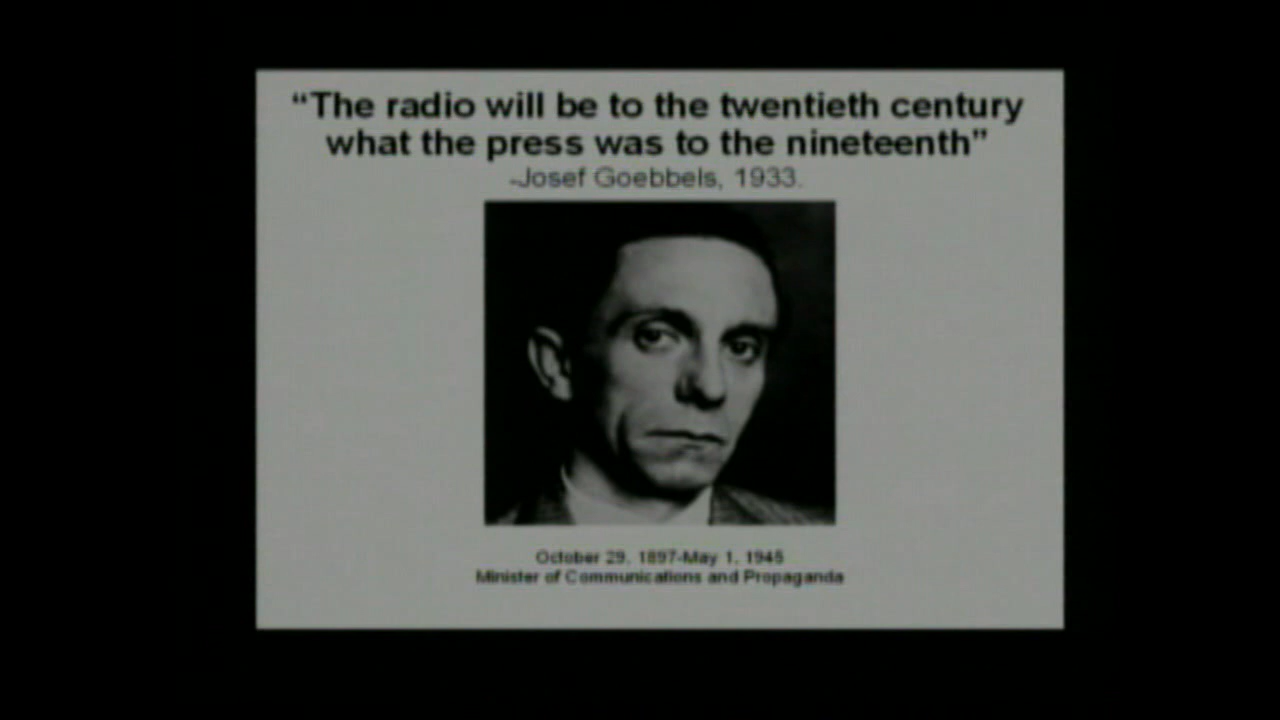 “The radio will be to the twentieth century
what the press was to the nineteenth”
-Josef Goebbels, 1933.
October 29, 1897-May 1, 1945
Minister of Communications and Propaganda